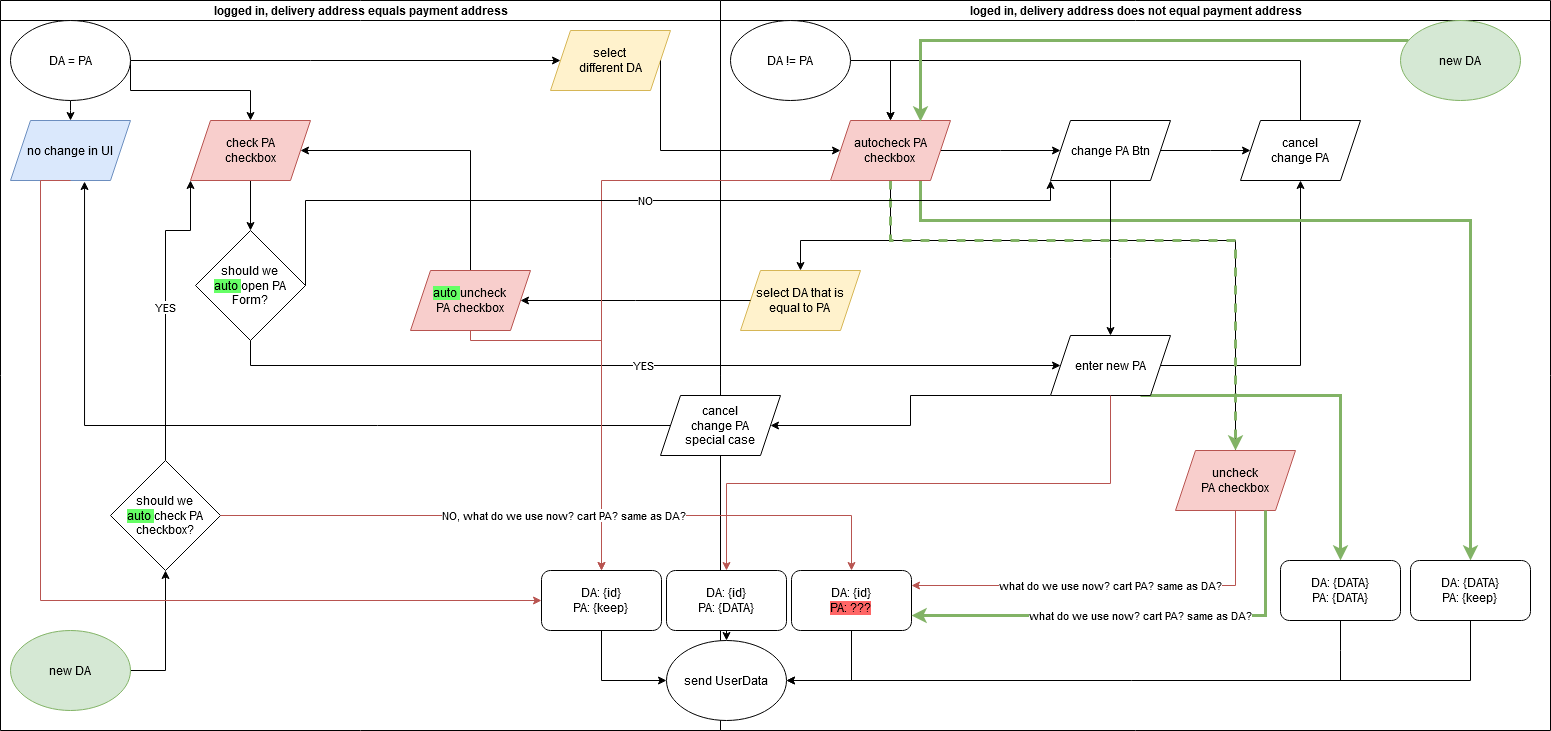 logged in, delivery address equals payment address
loged in, delivery address does not equal payment address
DA = PA
select
different DA
DA != PA
new DA
no change in UI
check PA
checkbox
autocheck PA
checkbox
change PA Btn
cancel
change PA
NO
should we
auto open PA
Form?
auto uncheck
PA checkbox
select DA that is
equal to PA
YES
YES
enter new PA
cancel
change PA
special case
uncheck
PA checkbox
should we
auto check PA
checkbox?
NO, what do we use now? cart PA? same as DA?
DA: {id}
PA: {keep}
DA: {id}
PA: {DATA}
DA: {id}
PA: ???
what do we use now? cart PA? same as DA?
what do we use now? cart PA? same as DA?
DA: {DATA}
PA: {DATA}
DA: {DATA}
PA: {keep}
new DA
send UserData